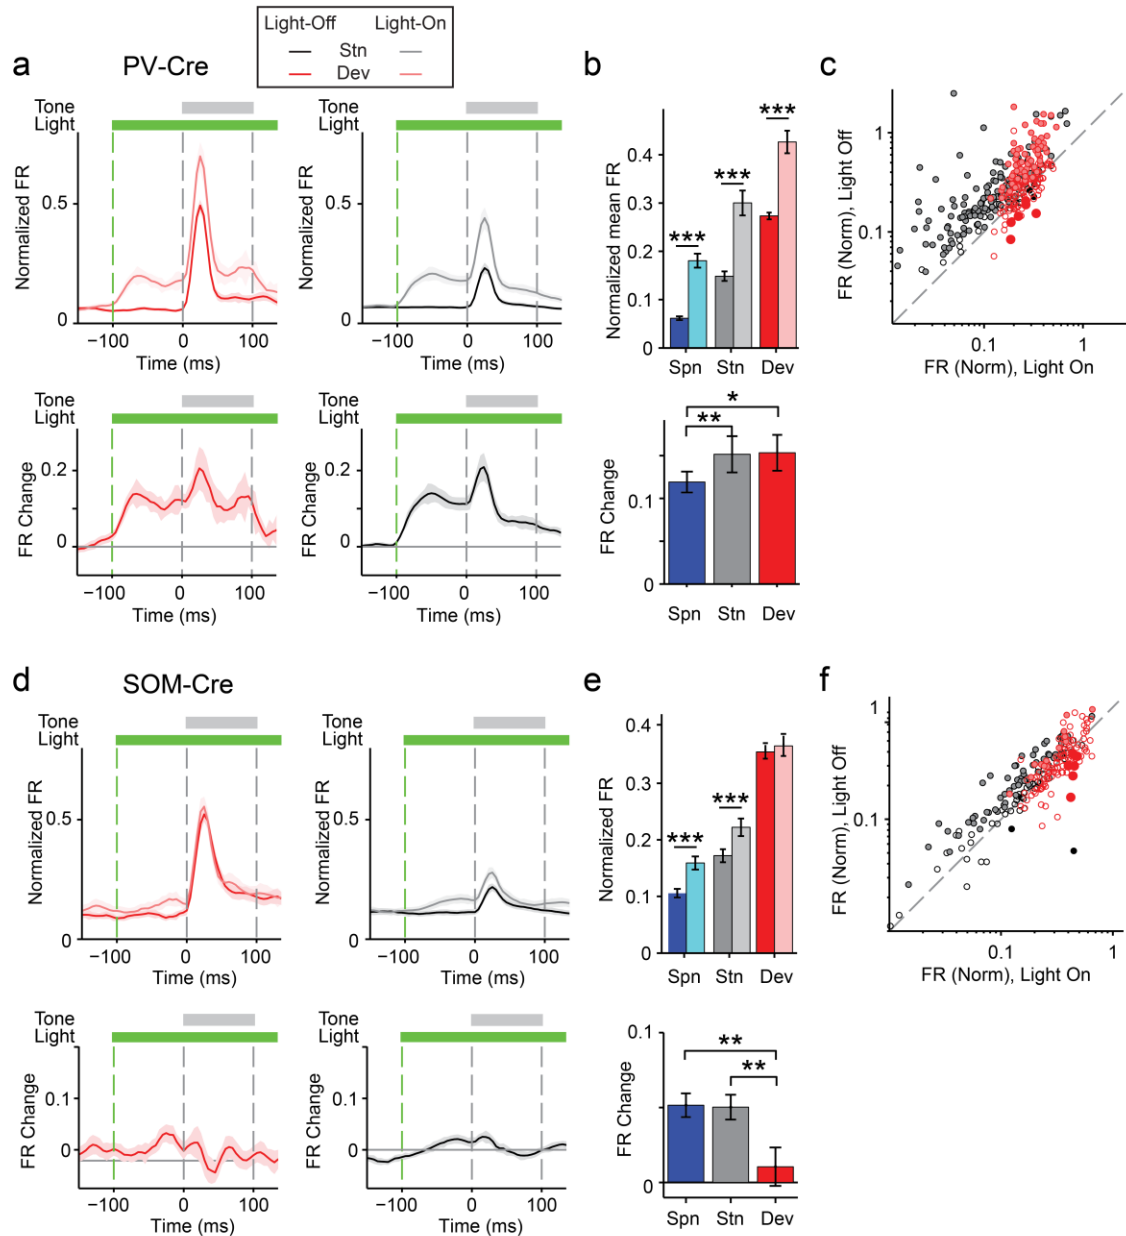 Light-Off Light-On
Stn
Dev
a PV-Cre
Tone
Light
Normalized FR
0.5
0
−100 0 100
Time (ms)
Tone
Light
Normalized FR
0.5
0
−100 0 100
Time (ms)
Tone
Light
FR Change
0.2
0
−100 0 100
Time (ms)
Tone
Light
FR Change
0.2
0
−100 0 100
Time (ms)
b
Normalized mean FR
0.4
0.3
0.2
0.1
0
*** *** ***
Spn Stn Dev
FR Change
0.1
0
*
**
Spn Stn Dev
c
FR (Norm), Light Off
1
0.1
0.1 1
FR (Norm), Light On
d SOM-Cre
Tone
Light
Normalized FR
0.5
0
−100 0 100
Time (ms)
Tone
Light
Normalized FR
0.5
0
−100 0 100
Time (ms)
Tone
Light
FR Change
0.1
0
−100 0 100
Time (ms)
Tone
Light
FR Change
0.1
0
−100 0 100
Time (ms)
e
Normalized FR
0.4
0.3
0.2
0.1
0
*** ***
Spn Stn Dev
FR Change
0.1
0
**
**
Spn Stn Dev
f
FR (Norm), Light Off
1
0.1
0.1 1
FR (Norm), Light On